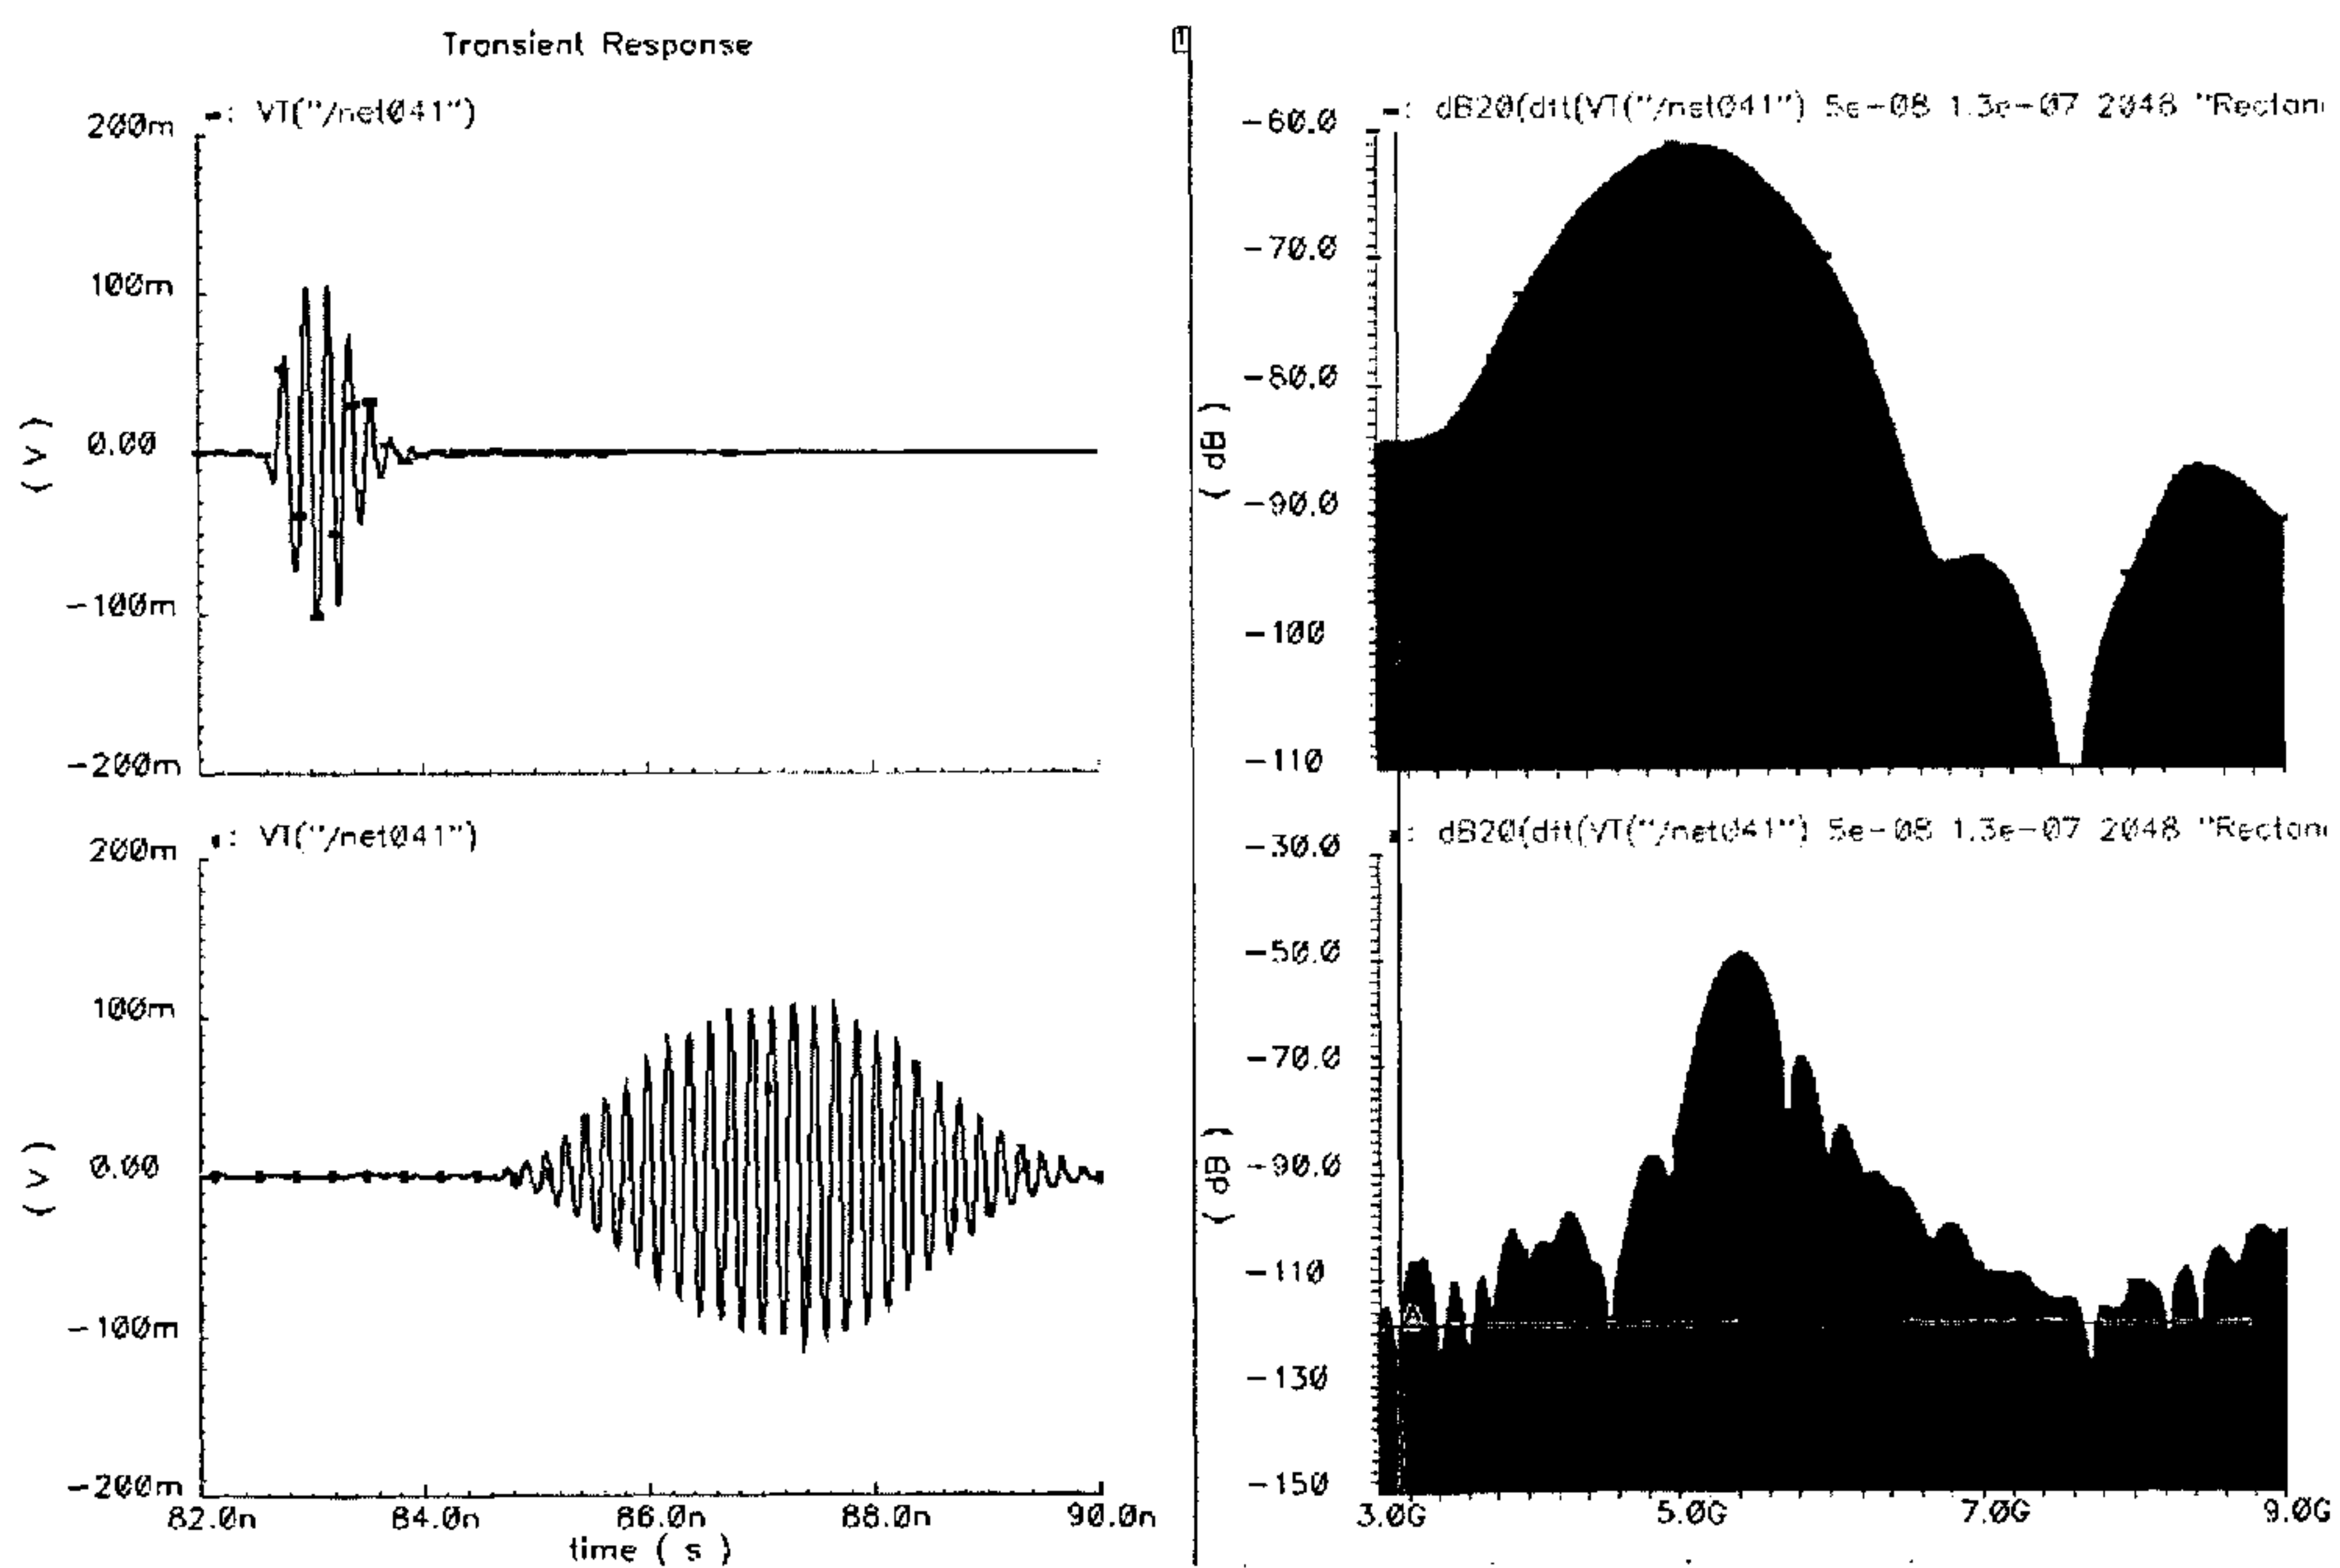 Transient Response
1
-: VT("/net041")
200m
100m
0.00
-100m
-200m
( V )
-: dB20(dft(VT("/net041") 5e-08 1.3e-07 2048 "Rectan
-60.0
-70.0
-80.0
-90.0
-100
-110
( dB )
: VT("/net041")
200m
100m
0.00
-100m
-200m
( V )
82.0n 84.0n 86.0n 88.0n 90.0n
time ( s )
: dB20(dft(VT("/net041") 5e-08 1.3e-07 2048 "Rectan
-30.0
-50.0
-70.0
-90.0
-110
-130
-150
( dB )
A
3.0G 5.0G 7.0G 9.0G